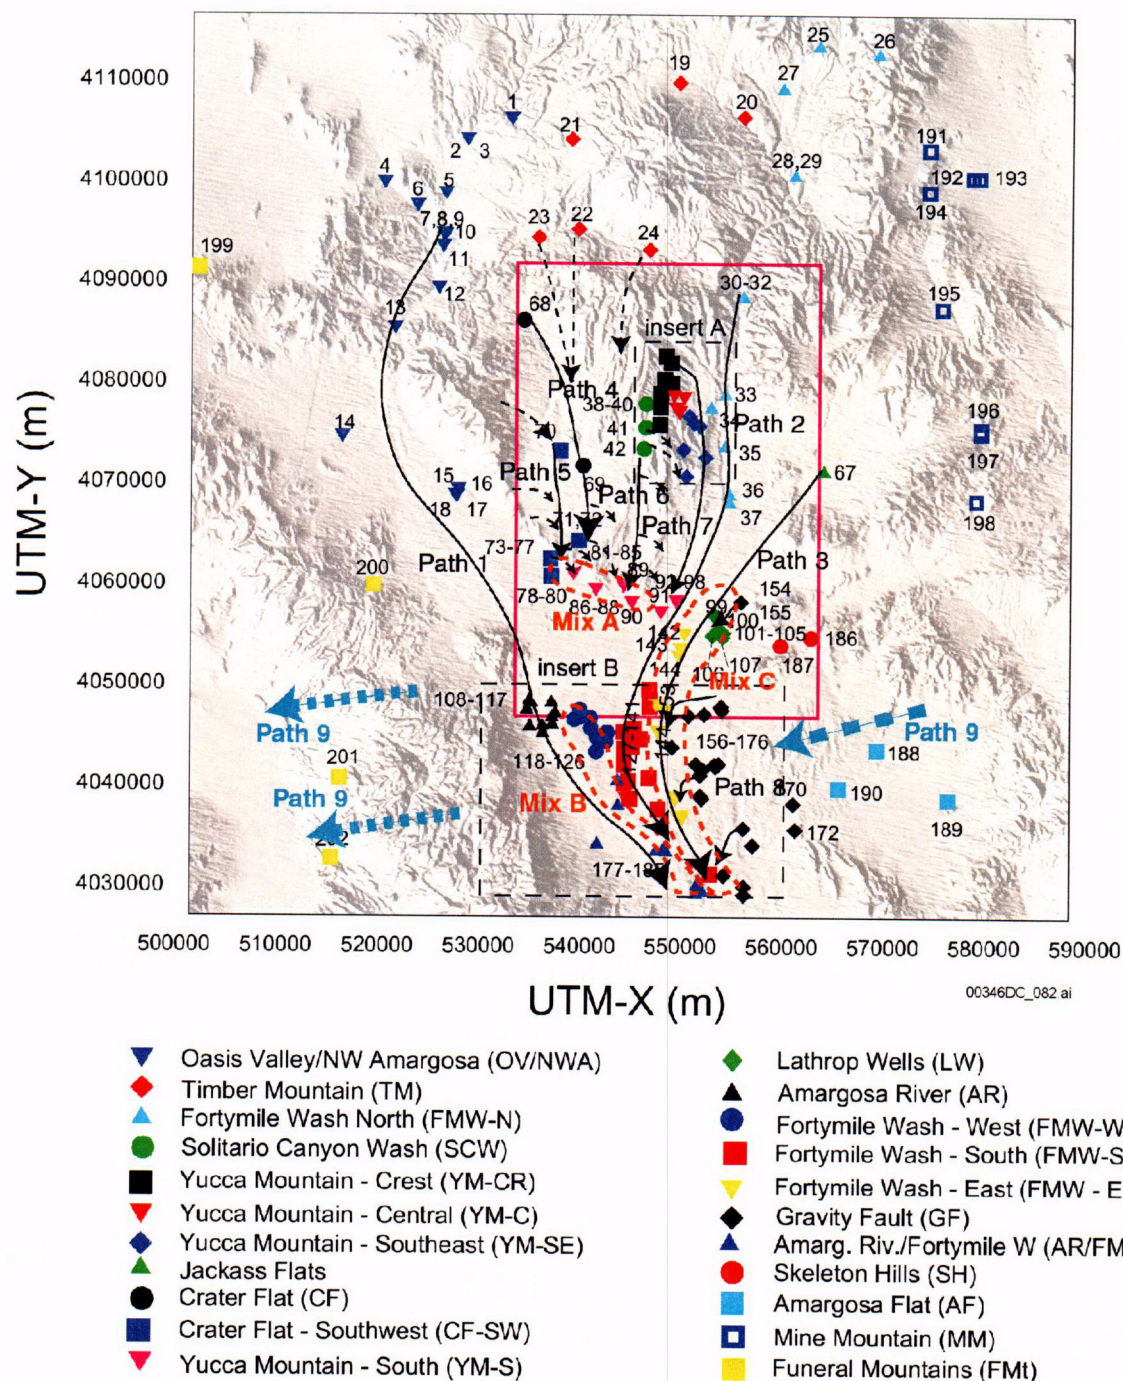 25
26
19
27
4110000
1
20
21
2 3
191
28,29
4100000
4
5
192
193
6
194
7,8,9
10
23
22
24
199
11
4090000
12
30-32
195
13
68
insert A
4080000
Path 4
38-40
33
14
70
41
34
Path 2
196
42
35
197
4070000
15
16
Path 5
69
Path 6
67
18
17
36
198
71,72
37
Path 7
73-77
81-85
Path 1
Path 3
4060000
200
89
92-98
154
78-80
86-88
91
99
155
Mix A
90
100
142
101-105
186
143
insert B
144
106
107
187
4050000
Mix C
108-117
Path 9
156-176
Path 9
188
118-126
4040000
201
Path 9
Mix B
Path 8
170
190
189
172
202
4030000
177-185
UTM-Y (m)
500000 510000 520000 530000 540000 550000 560000 570000 580000 590000
UTM-X (m)
00346DC_082.ai
Oasis Valley/NW Amargosa (OV/NWA)
Timber Mountain (TM)
Fortymile Wash North (FMW-N)
Solitario Canyon Wash (SCW)
Yucca Mountain - Crest (YM-CR)
Yucca Mountain - Central (YM-C)
Yucca Mountain - Southeast (YM-SE)
Jackass Flats
Crater Flat (CF)
Crater Flat - Southwest (CF-SW)
Yucca Mountain - South (YM-S)
Lathrop Wells (LW)
Amargosa River (AR)
Fortymile Wash - West (FMW-W
Fortymile Wash - South (FMW-S
Fortymile Wash - East (FMW - E
Gravity Fault (GF)
Amarg. Riv./Fortymile W (AR/FM
Skeleton Hills (SH)
Amargosa Flat (AF)
Mine Mountain (MM)
Funeral Mountains (FMt)